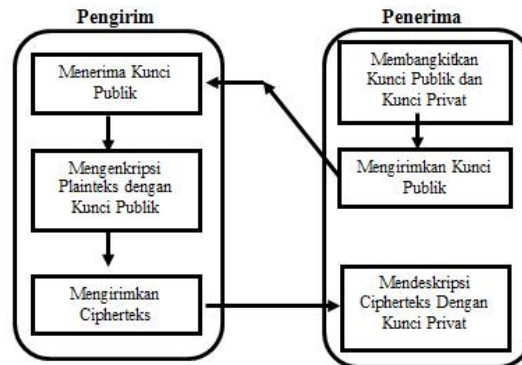 Pengirim
Penerima
Menerima Kunci
Publik
Mengenkripsi
Plainteks dengan
Kunci Publik
Mengirimkan
Cipherteks
Membangkitkan
Kunci Publik dan
Kunci Privat
Mengirimkan Kunci
Publik
Mendeskripsi
Cipherteks Dengan
Kunci Privat